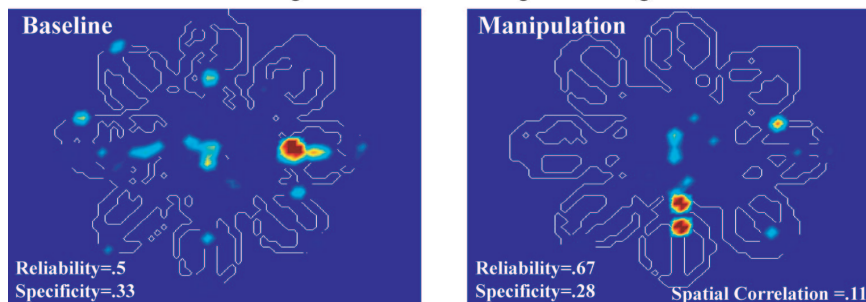 Baseline
Reliability=.5
Specificity=.33
Manipulation
Reliability=.67
Specificity=.28
Spatial Correlation =.11